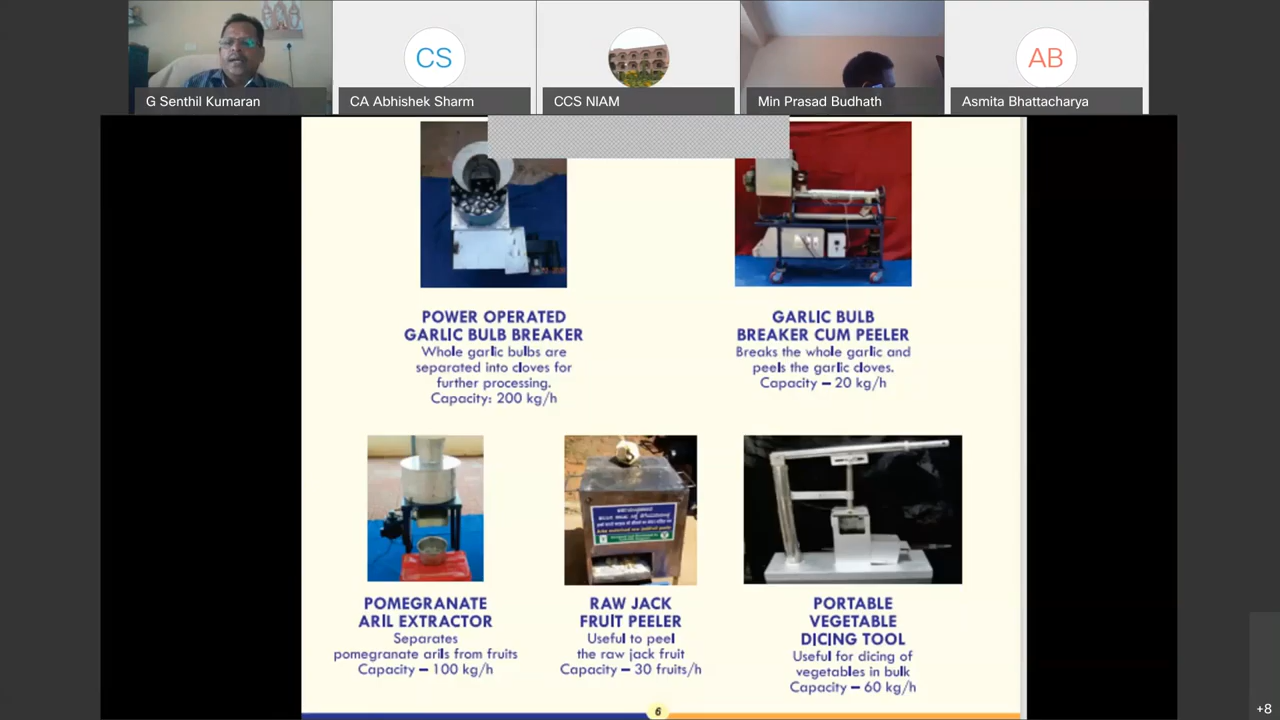 CS
AB
G Senthil Kumaran
CA Abhishek Sharm
CCS NIAM
Min Prasad Budhath
Asmita Bhattacharya
POWER OPERATED
GARLIC BULB BREAKER
Whole garlic bulbs are
separated into cloves for
further processing.
Capacity: 200 kg/h
GARLIC BULB
BREAKER CUM PEELER
Breaks the whole garlic and
peels the garlic cloves.
Capacity – 20 kg/h
POMEGRANATE
ARIL EXTRACTOR
Separates
pomegranate arils from fruits
Capacity – 100 kg/h
RAW JACK
FRUIT PEELER
Useful to peel
the raw jack fruit
Capacity – 30 fruits/h
PORTABLE
VEGETABLE
DICING TOOL
Useful for dicing of
vegetables in bulk
Capacity – 60 kg/h
6
+8